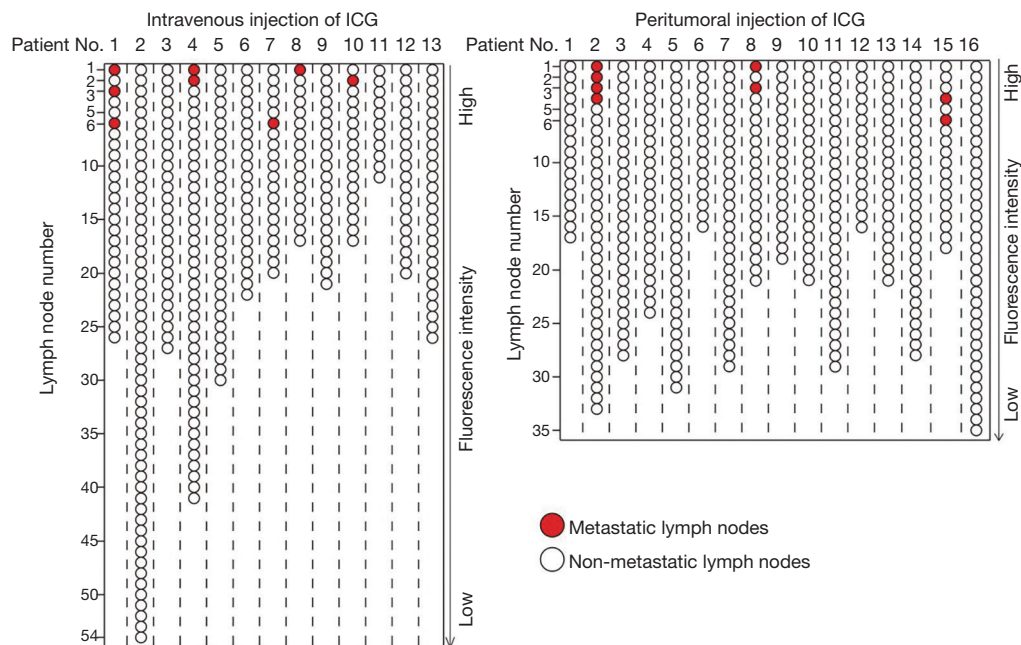 Intravenous injection of ICG
Patient No. 1 2 3 4 5 6 7 8 9 10 11 12 13
1
2
3
5
6
10
15
20
25
30
35
40
45
50
54
Lymph node number
High
Fluorescence intensity
Low
Peritumoral injection of ICG
Patient No. 1 2 3 4 5 6 7 8 9 10 11 12 13 14 15 16
1
2
3
5
6
10
15
20
25
30
35
Lymph node number
High
Fluorescence intensity
Low
Metastatic lymph nodes
Non-metastatic lymph nodes